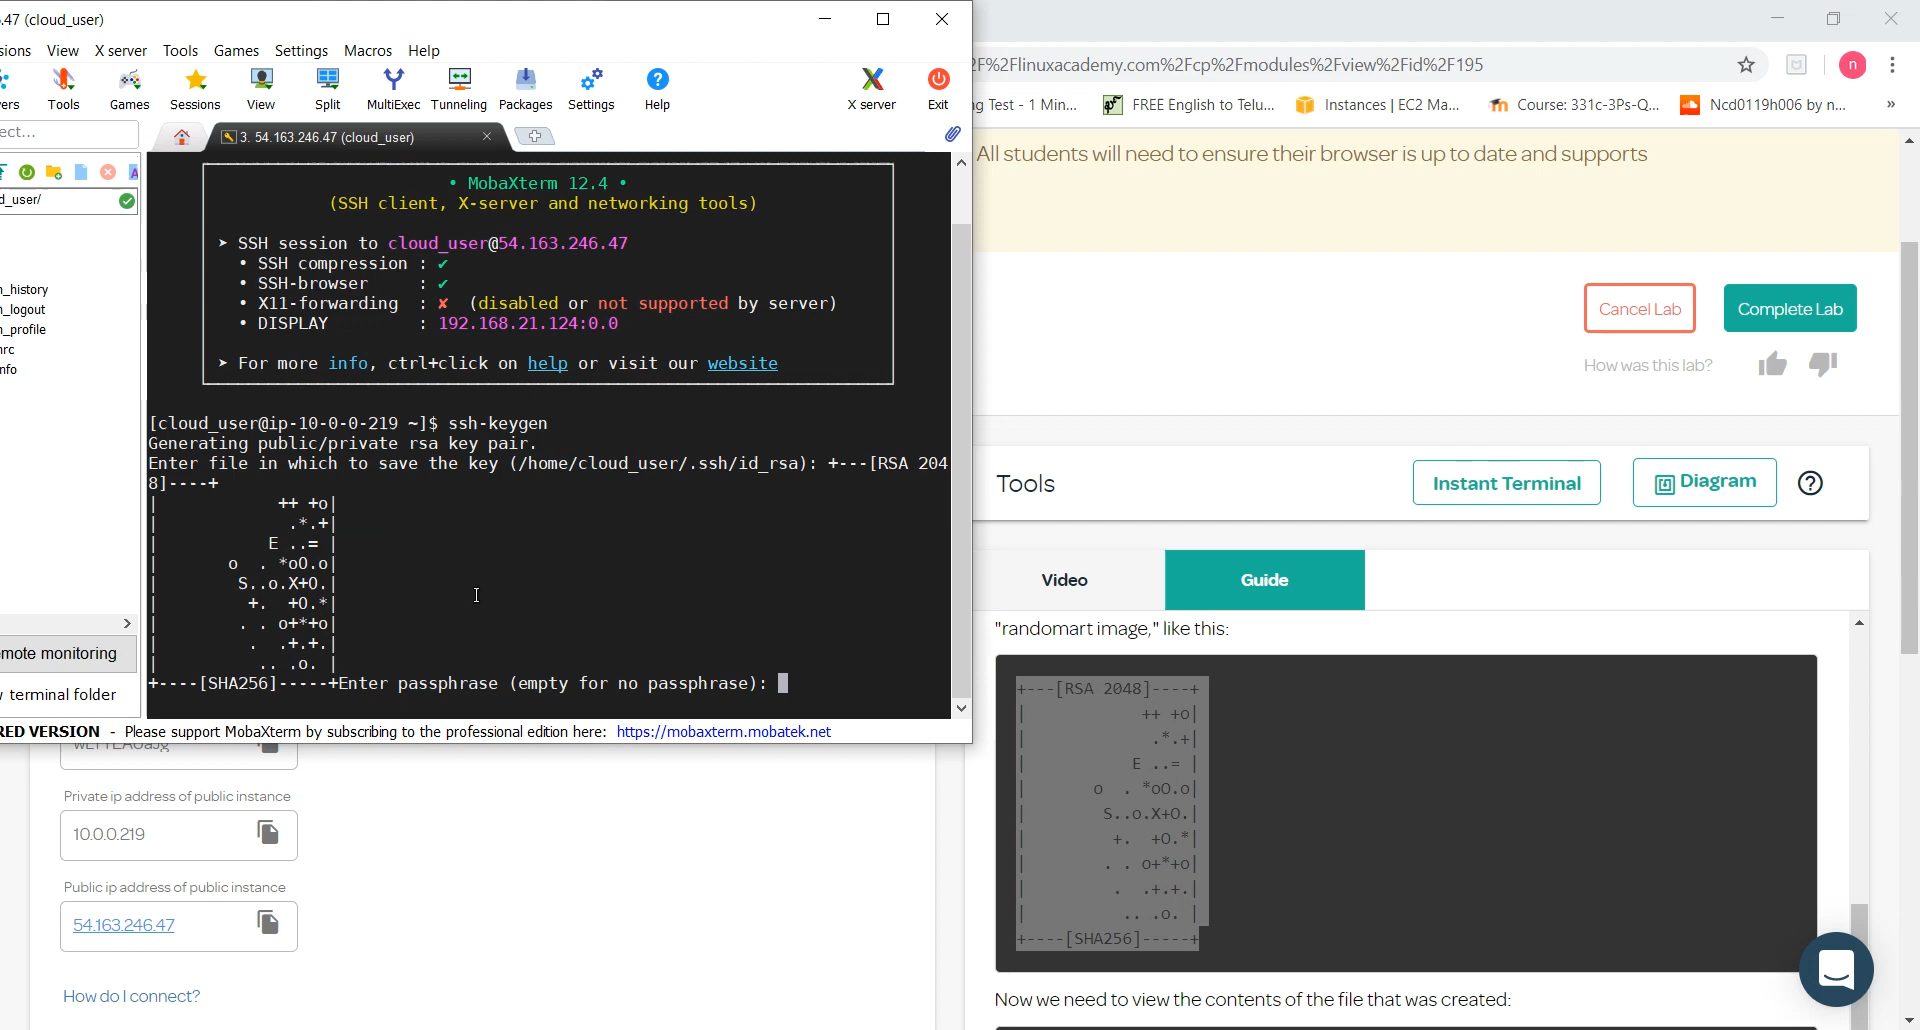 .47 (cloud_user)
View X server Tools Games Settings Macros Help
Tools Games Sessions View Split MultiExec Tunneling Packages Settings Help X server Exit
ect...
3. 54.163.246.47 (cloud_user)
d_user/
_history
_logout
_profile
• MobaXterm 12.4 •
(SSH client, X-server and networking tools)
➤ SSH session to cloud_user@54.163.246.47
• SSH compression : ✔
• SSH-browser : ✔
• X11-forwarding : ✘ (disabled or not supported by server)
• DISPLAY : 192.168.21.124:0.0
➤ For more info, ctrl+click on help or visit our website
[cloud_user@ip-10-0-0-219 ~]$ ssh-keygen
Generating public/private rsa key pair.
Enter file in which to save the key (/home/cloud_user/.ssh/id_rsa): +---[RSA 204
8]----+
|            ++ +o|
|             .*.+|
|           E ..= |
|       o  . *oO.o|
|        S..o.X+O.|
|         +.  +O.*|
|        . . o+*+o|
|         .  .+.+.|
|          .. .o. |
+----[SHA256]-----+Enter passphrase (empty for no passphrase):
emote monitoring
terminal folder
RED VERSION - Please support MobaXterm by subscribing to the professional edition here: https://mobaxterm.mobatek.net
Private ip address of public instance
10.0.0.219
Public ip address of public instance
54.163.246.47
How do I connect?
2F%2Flinuxacademy.com%2Fcp%2Fmodules%2Fview%2Fid%2F195
n
ng Test - 1 Min... FREE English to Telu... Instances | EC2 Ma... Course: 331c-3Ps-Q... Ncd0119h006 by n... »
All students will need to ensure their browser is up to date and supports
Cancel Lab Complete Lab
How was this lab?
Tools Instant Terminal Diagram ?
Video Guide
"randomart image," like this:
+---[RSA 2048]----+
|            ++ +o|
|             .*.+|
|           E ..= |
|       o  . *oO.o|
|        S..o.X+O.|
|         +.  +O.*|
|        . . o+*+o|
|         .  .+.+.|
|          .. .o. |
+----[SHA256]-----+
Now we need to view the contents of the file that was created: